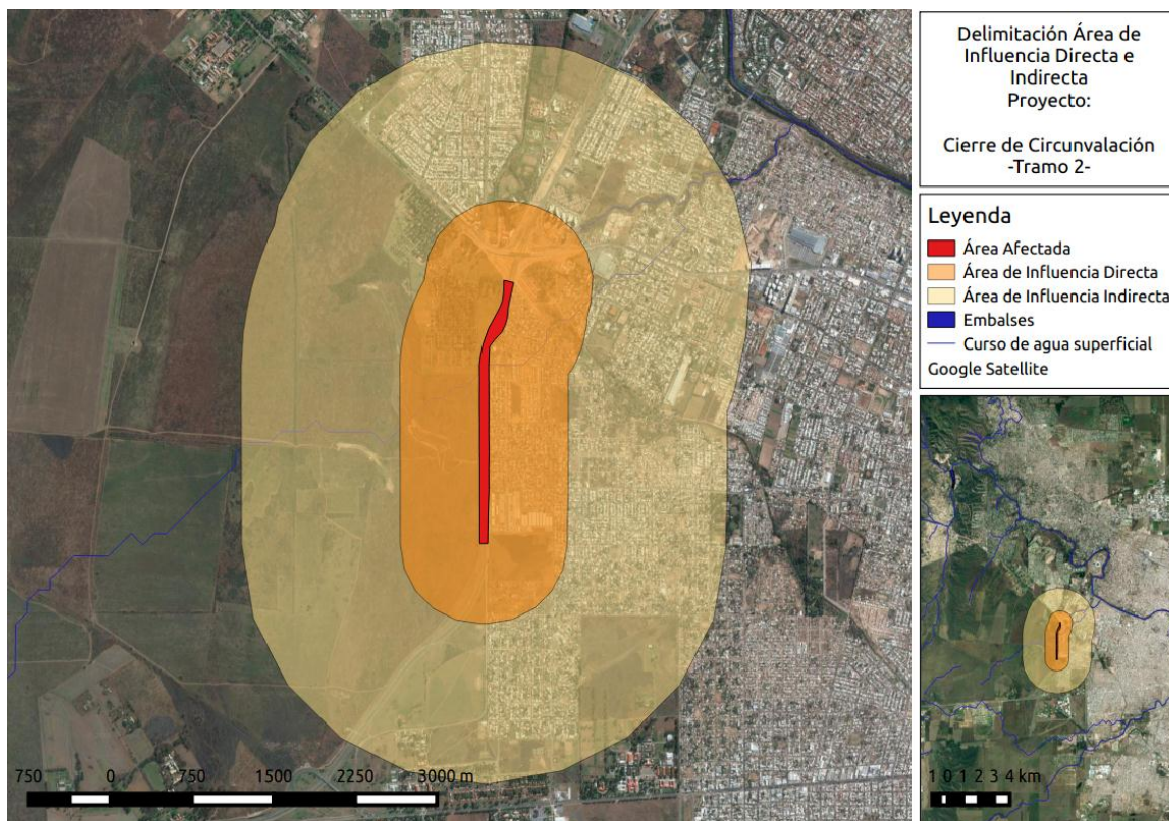 Delimitación Área de
Influencia Directa e
Indirecta
Proyecto:
Cierre de Circunvalación
-Tramo 2-
Leyenda
Área Afectada
Área de Influencia Directa
Área de Influencia Indirecta
Embalses
Curso de agua superficial
Google Satellite
750 0 750 1500 2250 3000 m
1 0 1 2 3 4 km